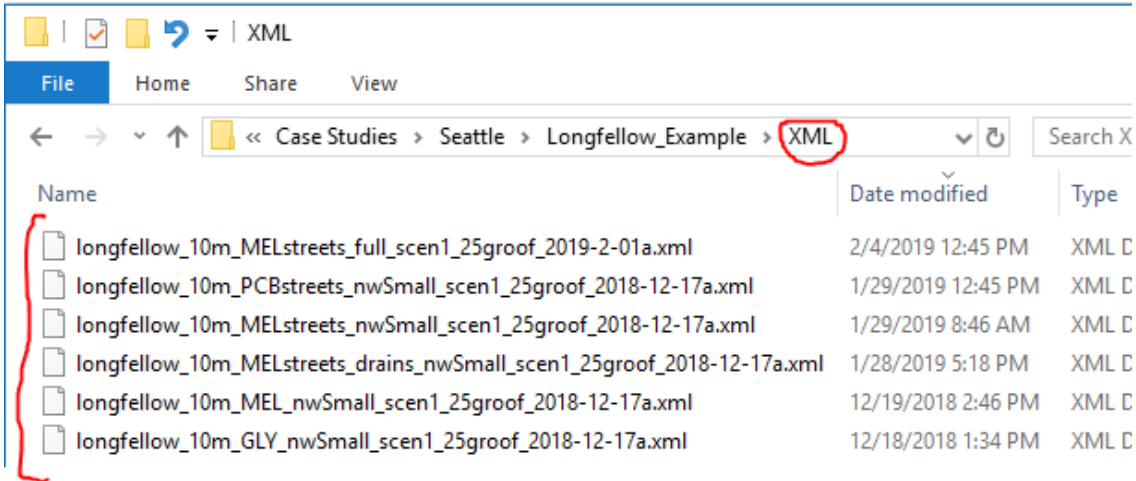 XML
File Home Share View
« Case Studies > Seattle > Longfellow_Example > XML Search X
Name Date modified Type
longfellow_10m_MELstreets_full_scen1_25groof_2019-2-01a.xml 2/4/2019 12:45 PM XML D
longfellow_10m_PCBstreets_nwSmall_scen1_25groof_2018-12-17a.xml 1/29/2019 12:45 PM XML D
longfellow_10m_MELstreets_nwSmall_scen1_25groof_2018-12-17a.xml 1/29/2019 8:46 AM XML D
longfellow_10m_MELstreets_drains_nwSmall_scen1_25groof_2018-12-17a.xml 1/28/2019 5:18 PM XML D
longfellow_10m_MEL_nwSmall_scen1_25groof_2018-12-17a.xml 12/19/2018 2:46 PM XML D
longfellow_10m_GLY_nwSmall_scen1_25groof_2018-12-17a.xml 12/18/2018 1:34 PM XML D